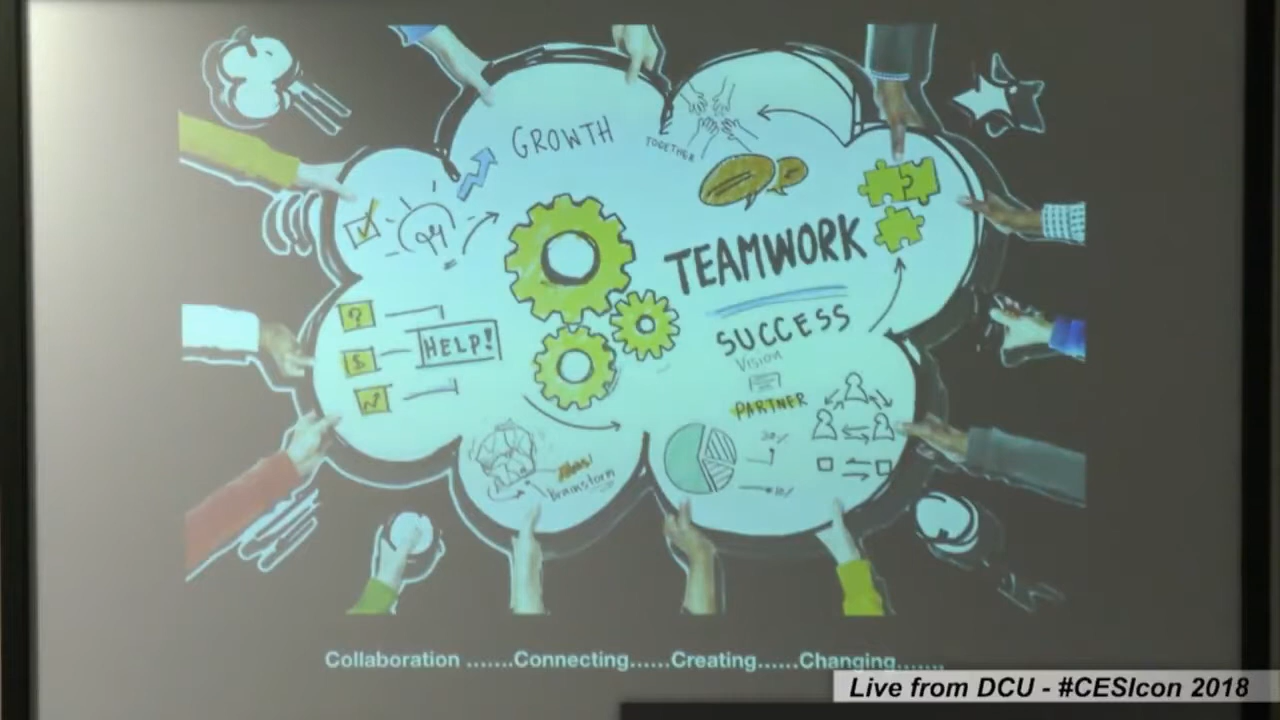 GROWTH
TOGETHER
TEAMWORK
?
HELP!
SUCCESS
$
Vision
PARTNER
Brainstorm
Collaboration .......Connecting......Creating......Changing.......
Live from DCU - #CESIcon 2018